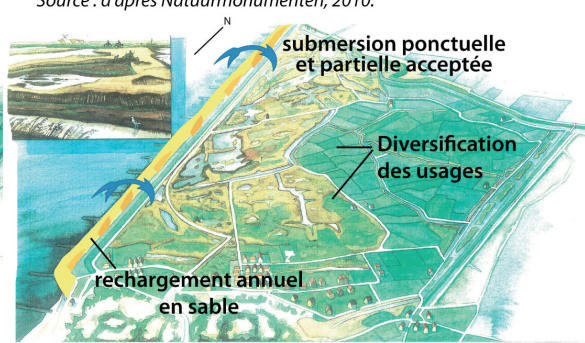 Source : d'après Natuurmonumenten, 2010.
N
submersion ponctuelle
et partielle acceptée
Diversification
des usages
rechargement annuel
en sable